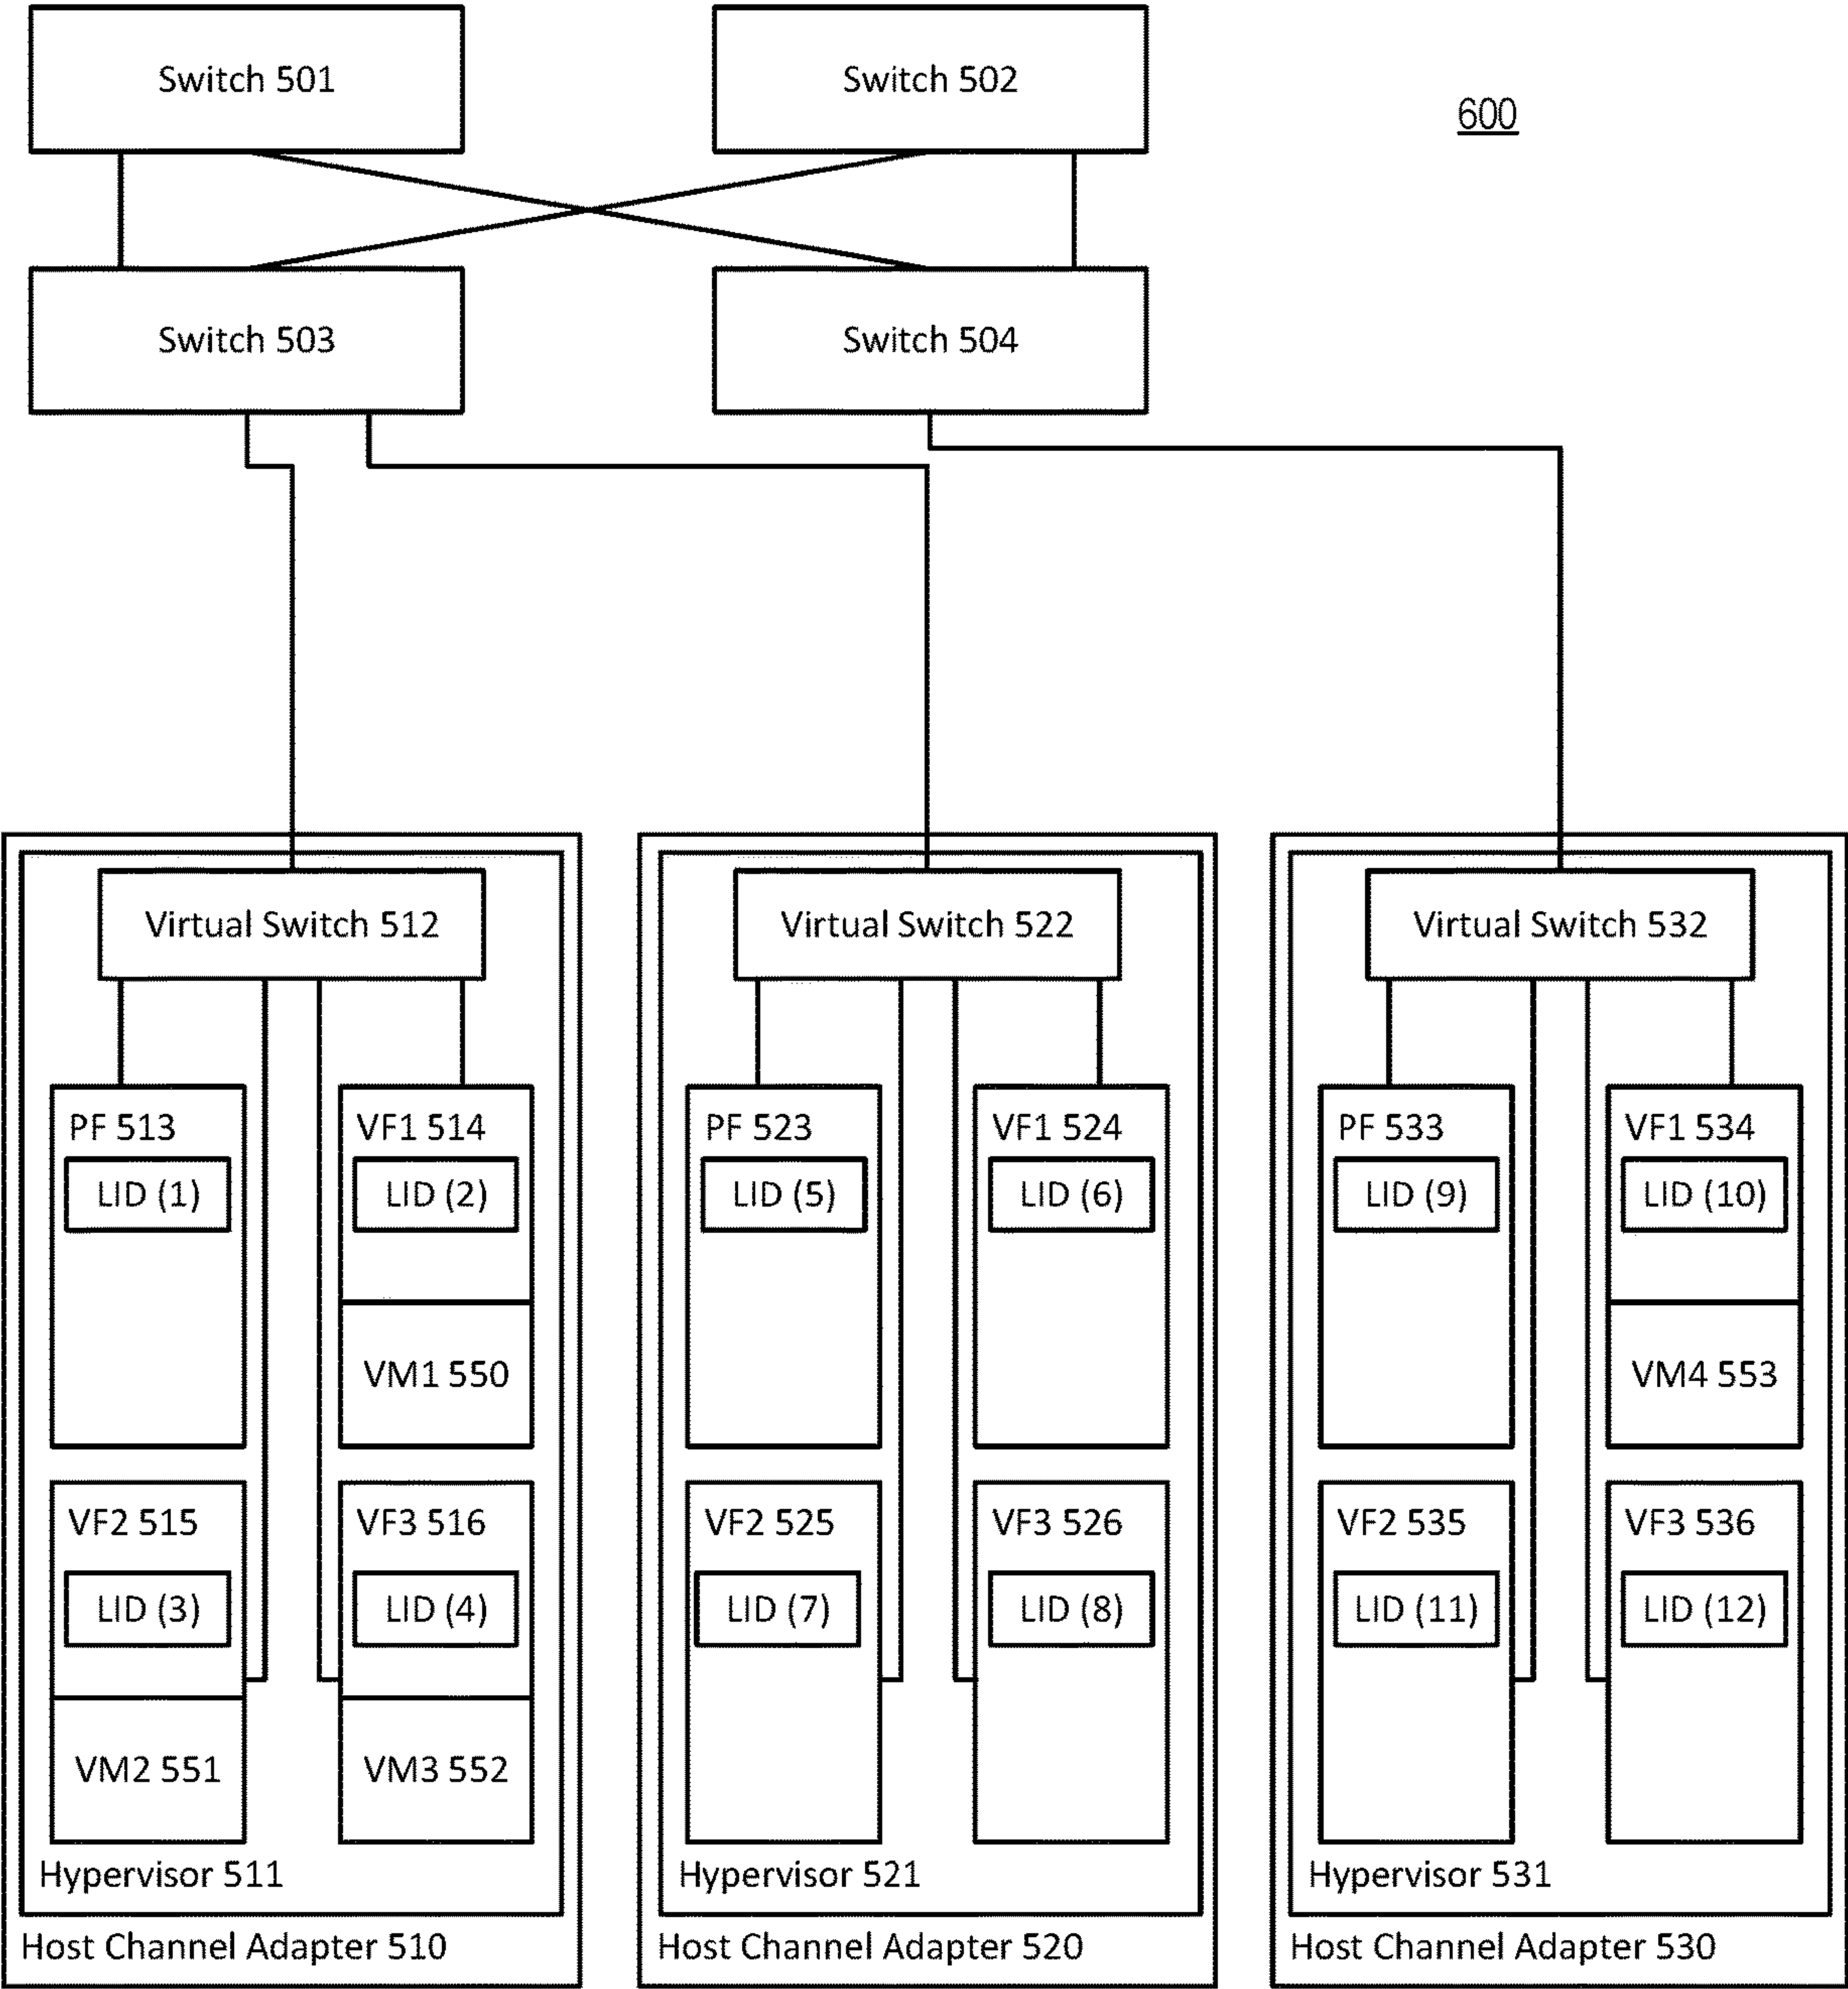 Switch 501
Switch 502
600
Switch 503
Switch 504
Virtual Switch 512
Virtual Switch 522
Virtual Switch 532
PF 513
LID (1)
VF1 514
LID (2)
VM1 550
VF2 515
LID (3)
VM2 551
VF3 516
LID (4)
VM3 552
Hypervisor 511
Host Channel Adapter 510
PF 523
LID (5)
VF1 524
LID (6)
VF2 525
LID (7)
VF3 526
LID (8)
Hypervisor 521
Host Channel Adapter 520
PF 533
LID (9)
VF1 534
LID (10)
VM4 553
VF2 535
LID (11)
VF3 536
LID (12)
Hypervisor 531
Host Channel Adapter 530